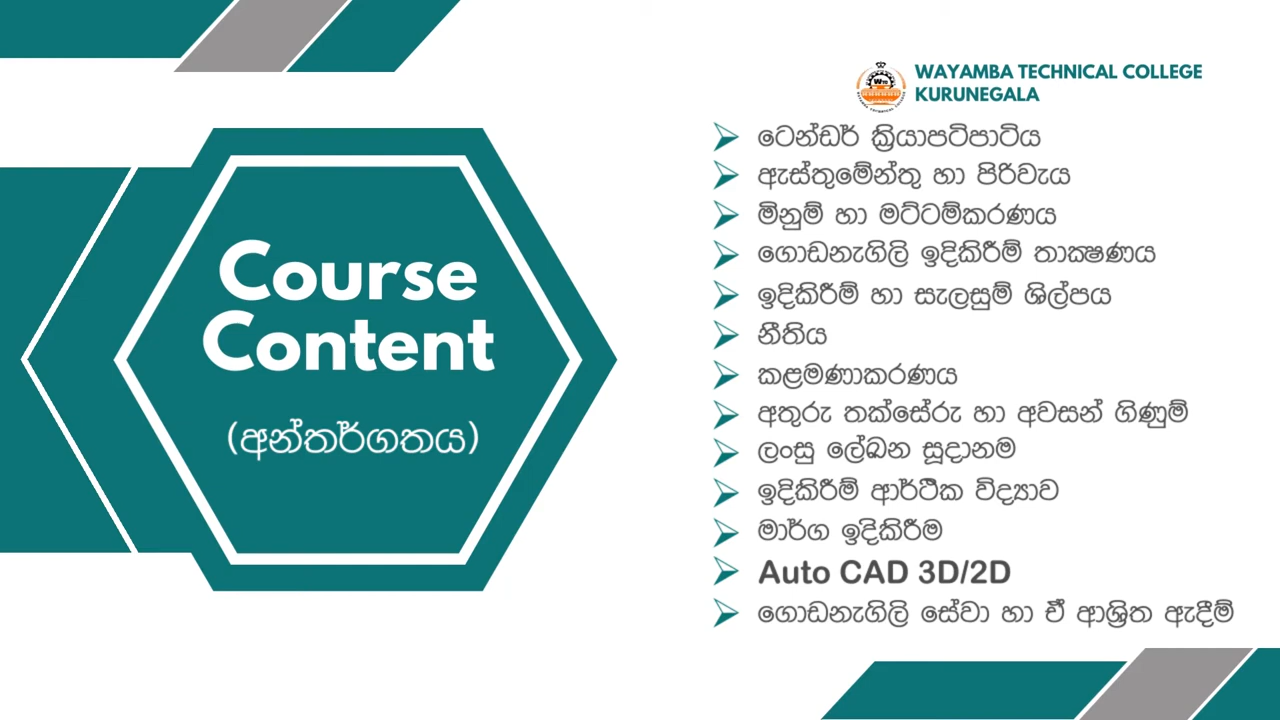 WAYAMBA TECHNICAL COLLEGE
KURUNEGALA
Course
Content
(අන්තර්ගතය)
ටෙන්ඩර් ක්‍රියාපටිපාටිය
ඇස්තුමේන්තු හා පිරිවැය
මිනුම් හා මට්ටම්කරණය
ගොඩනැගිලි ඉදිකිරීම් තාක්‍ෂණය
ඉදිකිරීම් හා සැලසුම් ශිල්පය
නීතිය
කළමණාකරණය
අතුරු තක්සේරු හා අවසන් ගිණුම්
ලංසු ලේඛන සූදානම
ඉදිකිරීම් ආර්ථික විද්‍යාව
මාර්ග ඉදිකිරීම
Auto CAD 3D/2D
ගොඩනැගිලි සේවා හා ඒ ආශ්‍රිත ඇදීම්